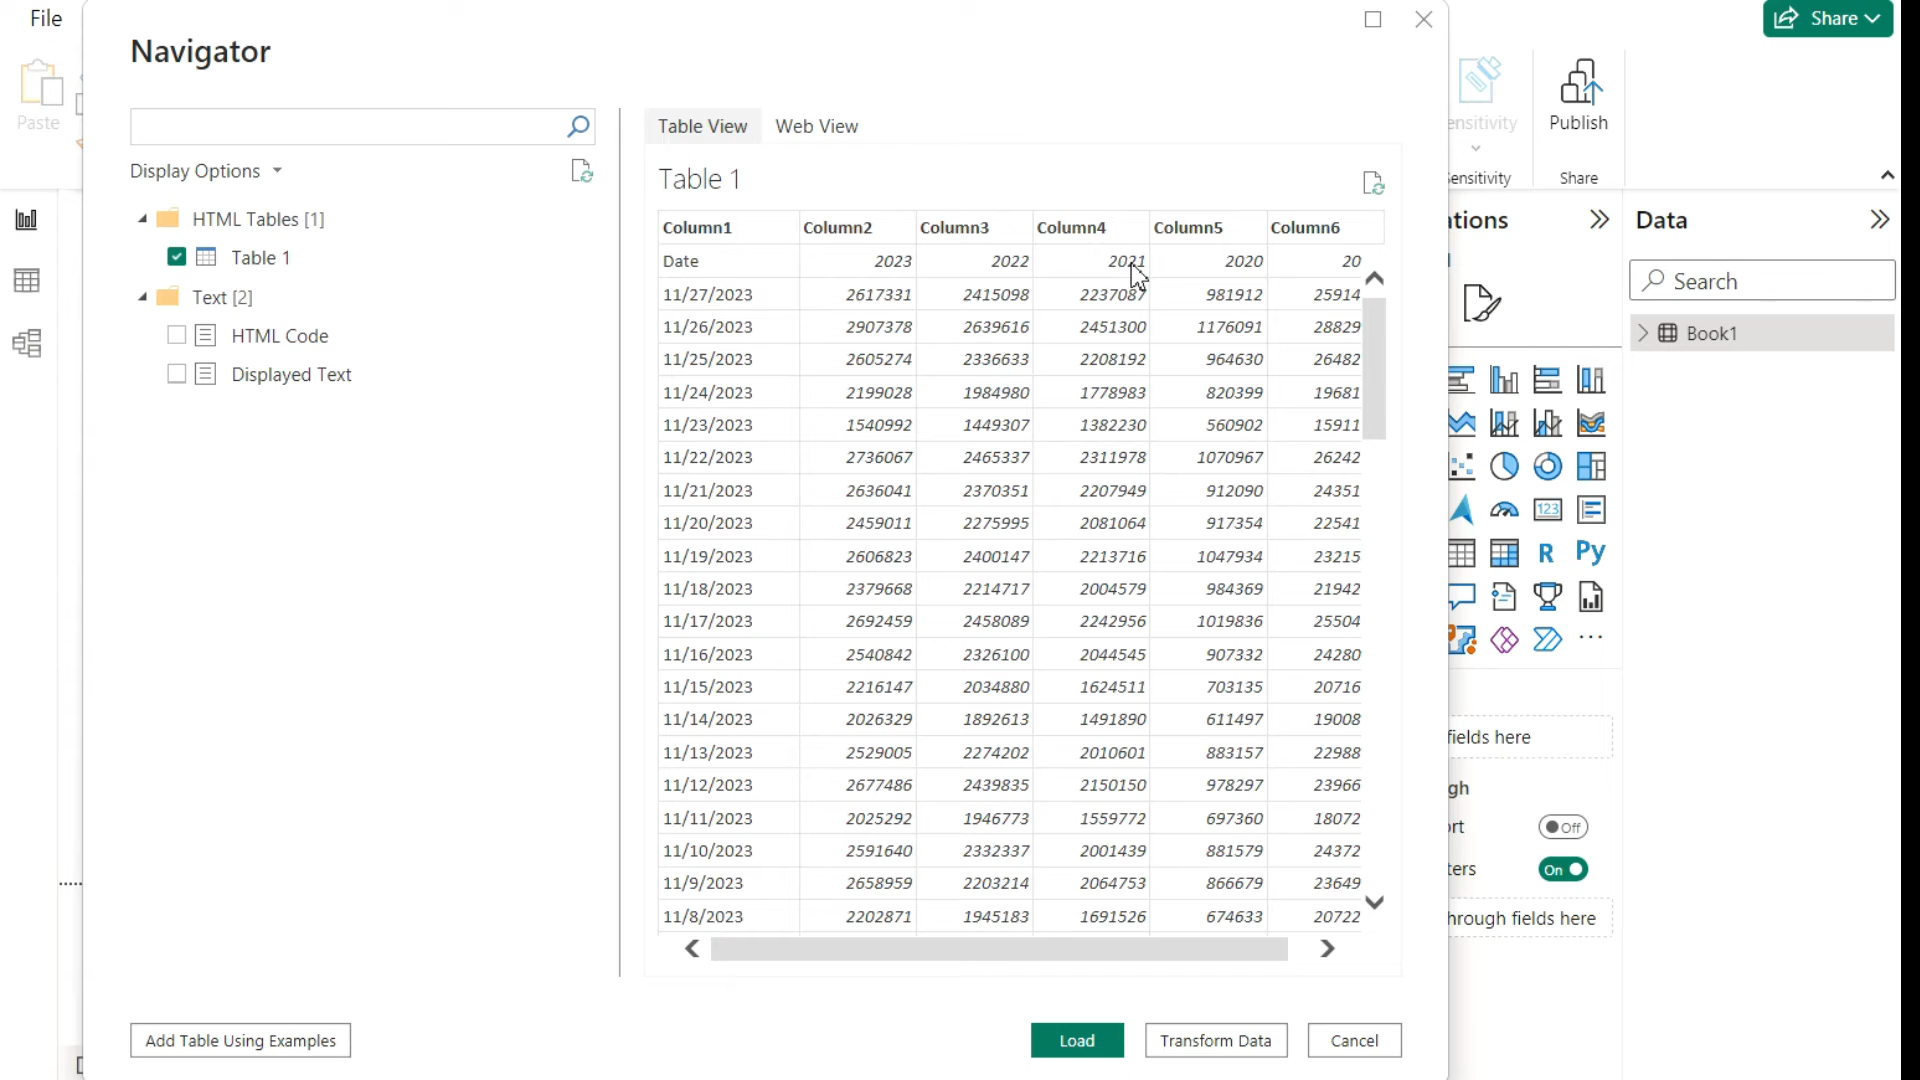 File
Share
Navigator
Paste
ensitivity
Publish
Table View
Web View
Display Options
Table 1
Sensitivity
Share
HTML Tables [1]
Table 1
Text [2]
HTML Code
Displayed Text
Column1 Column2 Column3 Column4 Column5 Column6
Date 2023 2022 2021 2020 20
11/27/2023 2617331 2415098 2237087 981912 25914
11/26/2023 2907378 2639616 2451300 1176091 28829
11/25/2023 2605274 2336633 2208192 964630 26482
11/24/2023 2199028 1984980 1778983 820399 19681
11/23/2023 1540992 1449307 1382230 560902 15911
11/22/2023 2736067 2465337 2311978 1070967 26242
11/21/2023 2636041 2370351 2207949 912090 24351
11/20/2023 2459011 2275995 2081064 917354 22541
11/19/2023 2606823 2400147 2213716 1047934 23215
11/18/2023 2379668 2214717 2004579 984369 21942
11/17/2023 2692459 2458089 2242956 1019836 25504
11/16/2023 2540842 2326100 2044545 907332 24280
11/15/2023 2216147 2034880 1624511 703135 20716
11/14/2023 2026329 1892613 1491890 611497 19008
11/13/2023 2529005 2274202 2010601 883157 22988
11/12/2023 2677486 2439835 2150150 978297 23966
11/11/2023 2025292 1946773 1559772 697360 18072
11/10/2023 2591640 2332337 2001439 881579 24372
11/9/2023 2658959 2203214 2064753 866679 23649
11/8/2023 2202871 1945183 1691526 674633 20722
Add Table Using Examples
Load
Transform Data
Cancel
ations
Data
Search
Book1
123
R
Py
fields here
gh
ort
Off
ters
On
hrough fields here